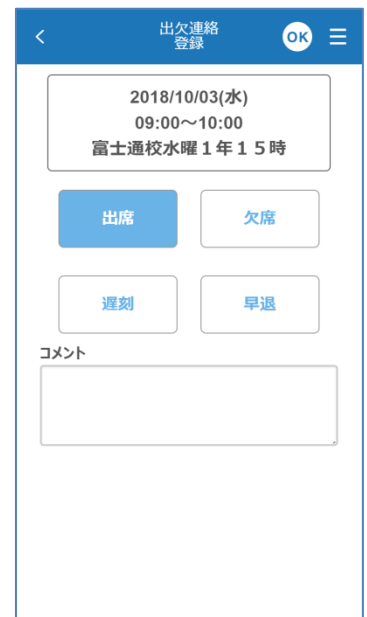 出欠連絡
登録
OK
2018/10/03(水)
09:00～10:00
富士通校水曜１年１５時
出席
欠席
遅刻
早退
コメント